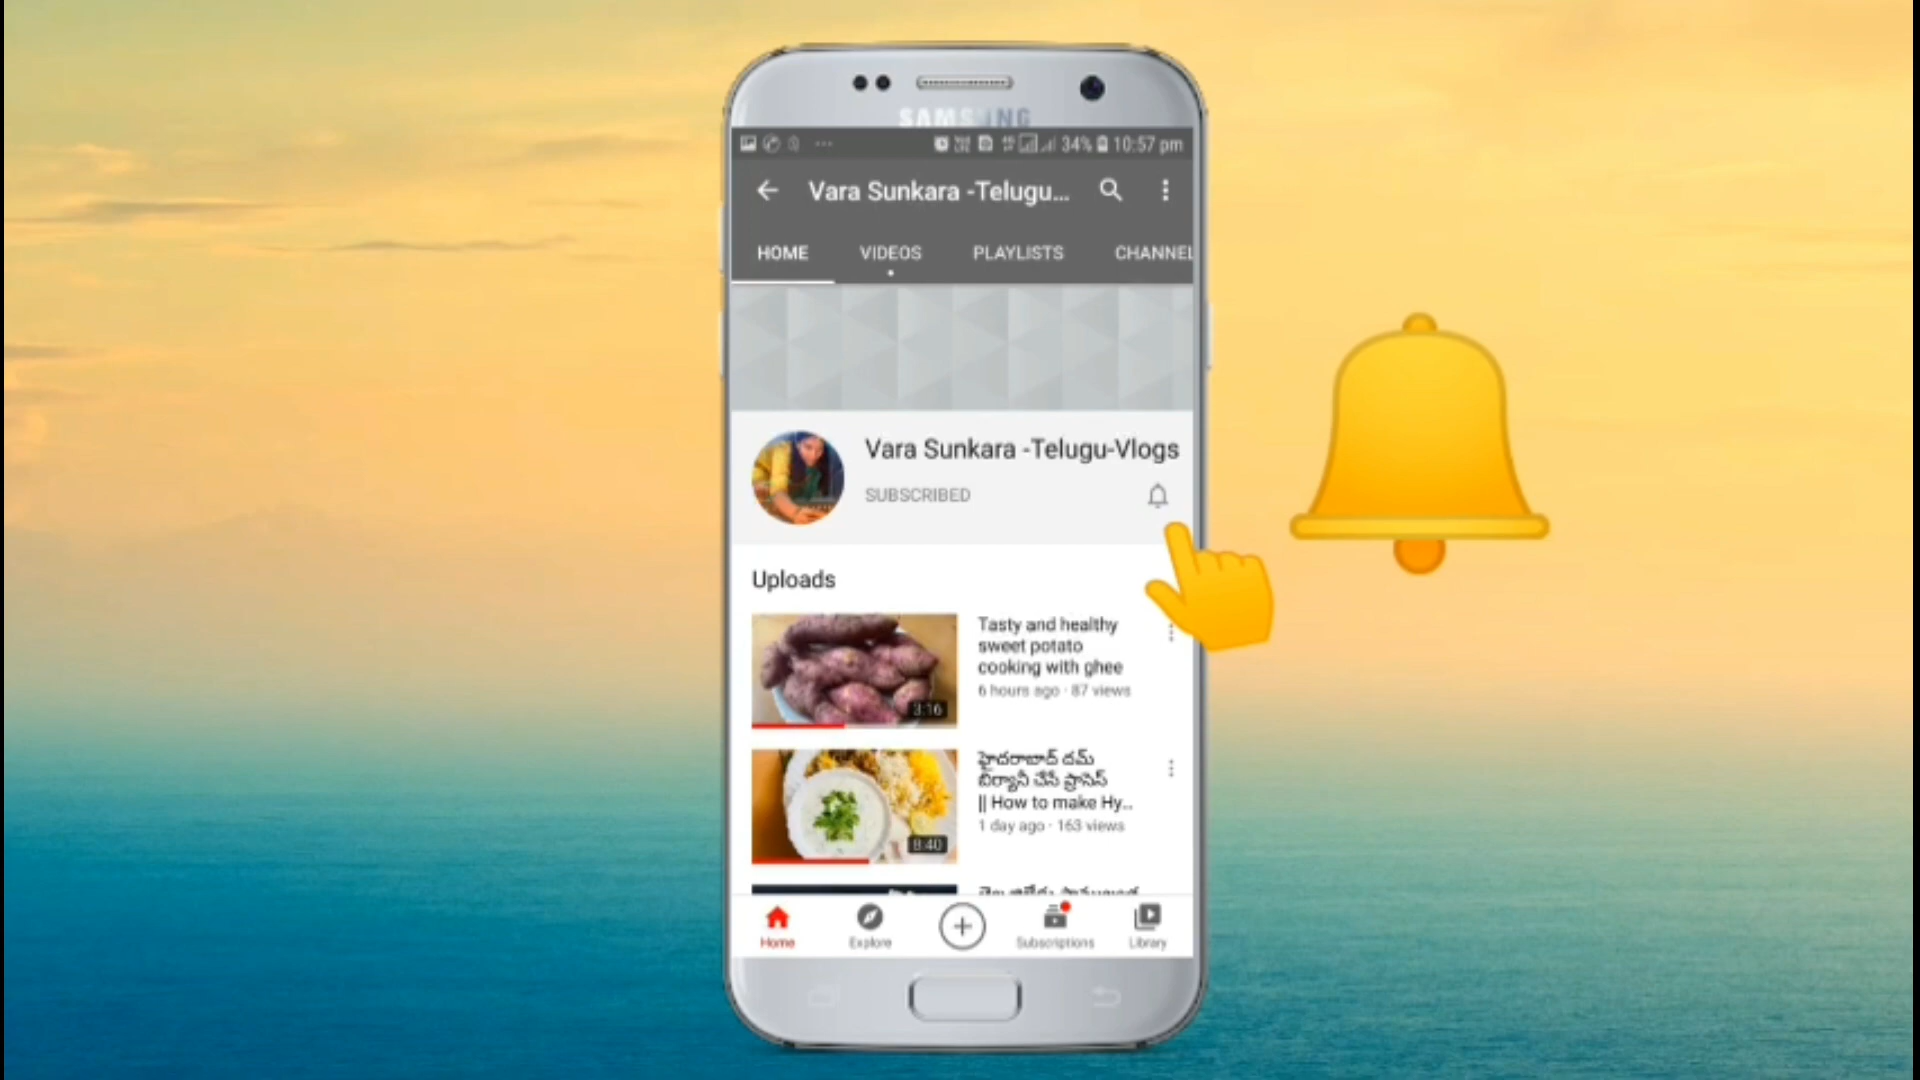 SAMSUNG
34% 10:57 pm
Vara Sunkara -Telugu...
HOME VIDEOS PLAYLISTS CHANNEL
Vara Sunkara -Telugu-Vlogs
SUBSCRIBED
Uploads
Tasty and healthy
sweet potato
cooking with ghee
6 hours ago · 87 views
3:16
హైదరాబాద్ దమ్
బిర్యానీ చేసే ప్రాసెస్
|| How to make Hy..
1 day ago · 163 views
8:40
Home Explore Subscriptions Library